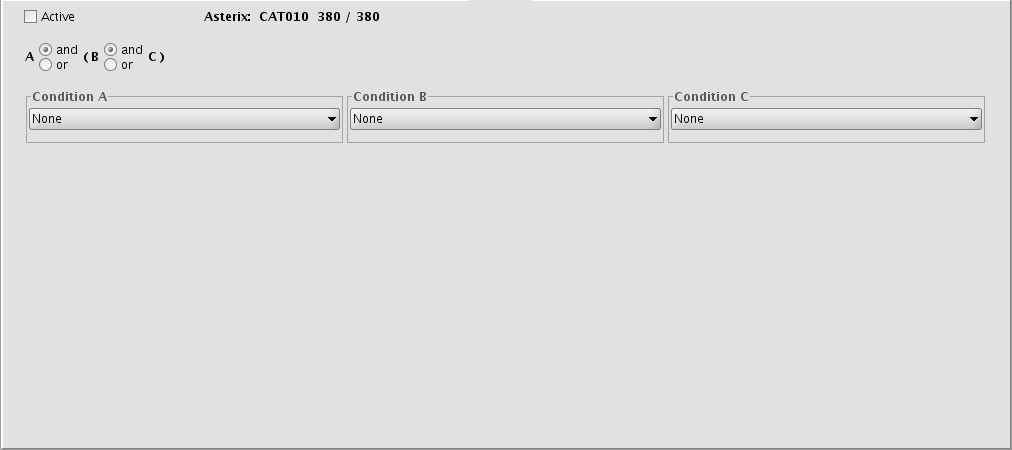 Active Asterix: CAT010 380 / 380
A and ( B and C )
or or
Condition A Condition B Condition C
None None None